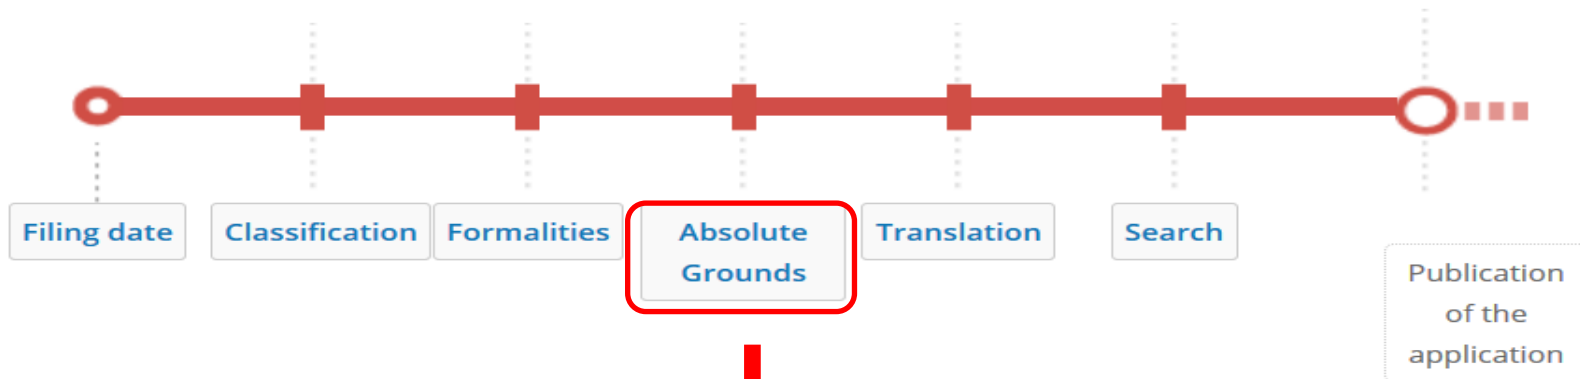 Filing date
Classification
Formalities
Absolute
Grounds
Translation
Search
Publication
of the
application